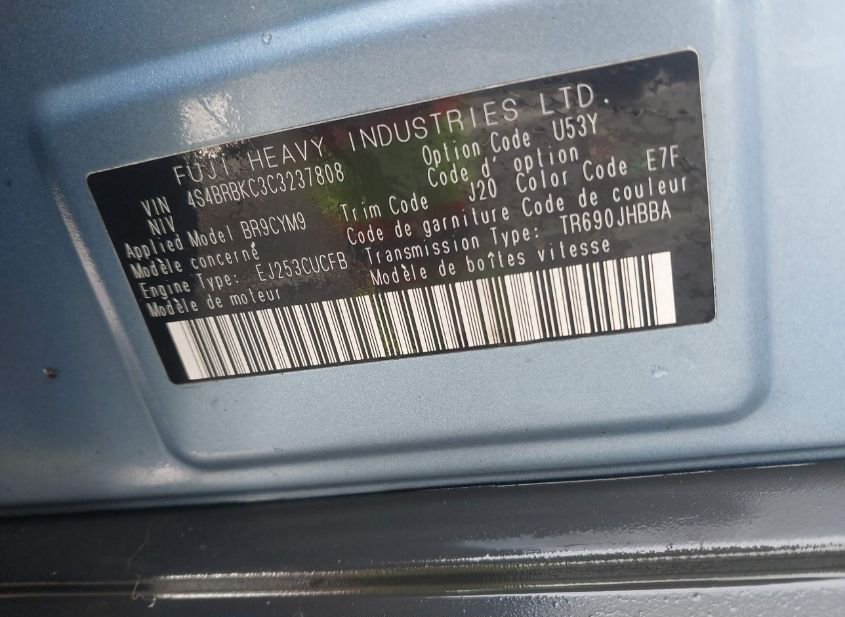 FUJI HEAVY INDUSTRIES LTD.
VIN 4S4BRBKC3C3237808 Option Code U53Y
NIV Code d' option
Applied Model BR9CYM9 Trim Code J20 Color Code E7F
Modèle concerné Code de garniture Code de couleur
Engine Type: EJ253CUCFB Transmission Type: TR690JHBBA
Modèle de moteur Modèle de boîtes vitesse